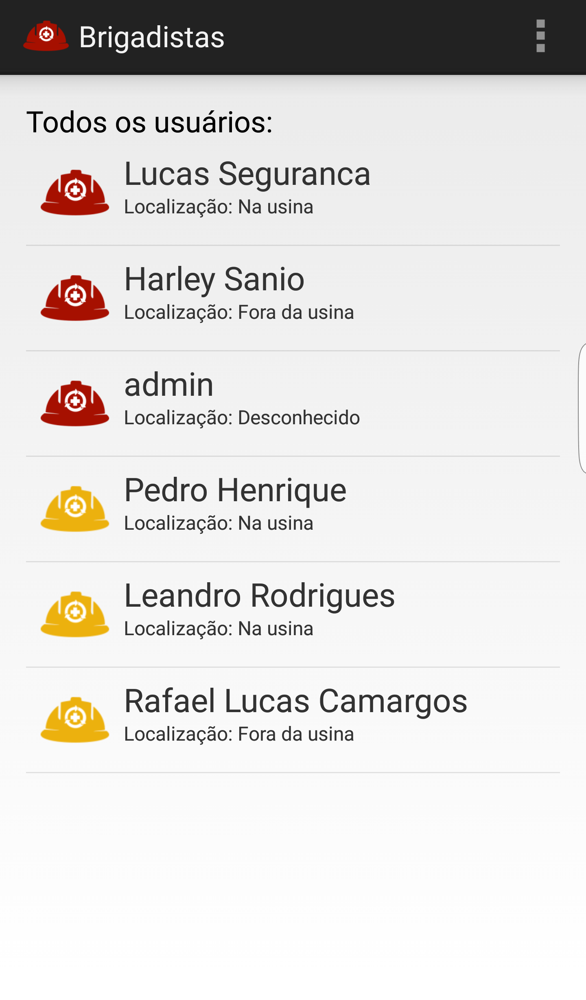 Brigadistas
Todos os usuários:
Lucas Seguranca
Localização: Na usina
Harley Sanio
Localização: Fora da usina
admin
Localização: Desconhecido
Pedro Henrique
Localização: Na usina
Leandro Rodrigues
Localização: Na usina
Rafael Lucas Camargos
Localização: Fora da usina